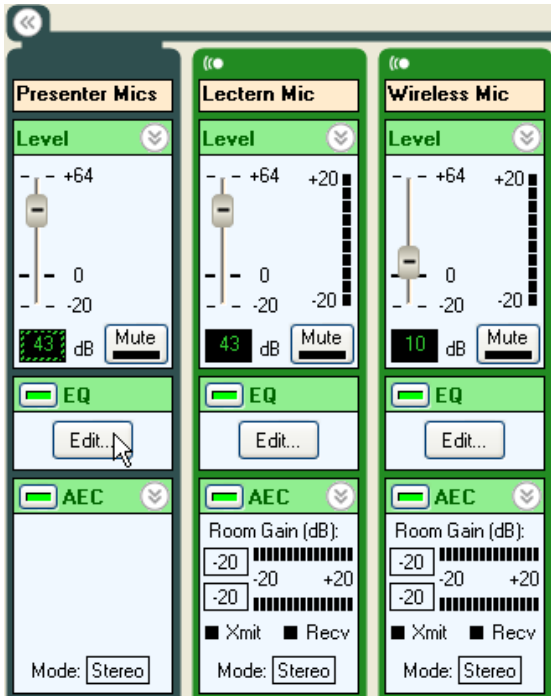 Presenter Mics
Level
+64
0
-20
43 dB Mute
EQ
Edit...
AEC
Mode: Stereo
Lectern Mic
Level
+64 +20
0
-20 -20
43 dB Mute
EQ
Edit...
AEC
Room Gain (dB):
-20
-20 +20
-20
Xmit Recv
Mode: Stereo
Wireless Mic
Level
+64 +20
0
-20 -20
10 dB Mute
EQ
Edit...
AEC
Room Gain (dB):
-20
-20 +20
-20
Xmit Recv
Mode: Stereo